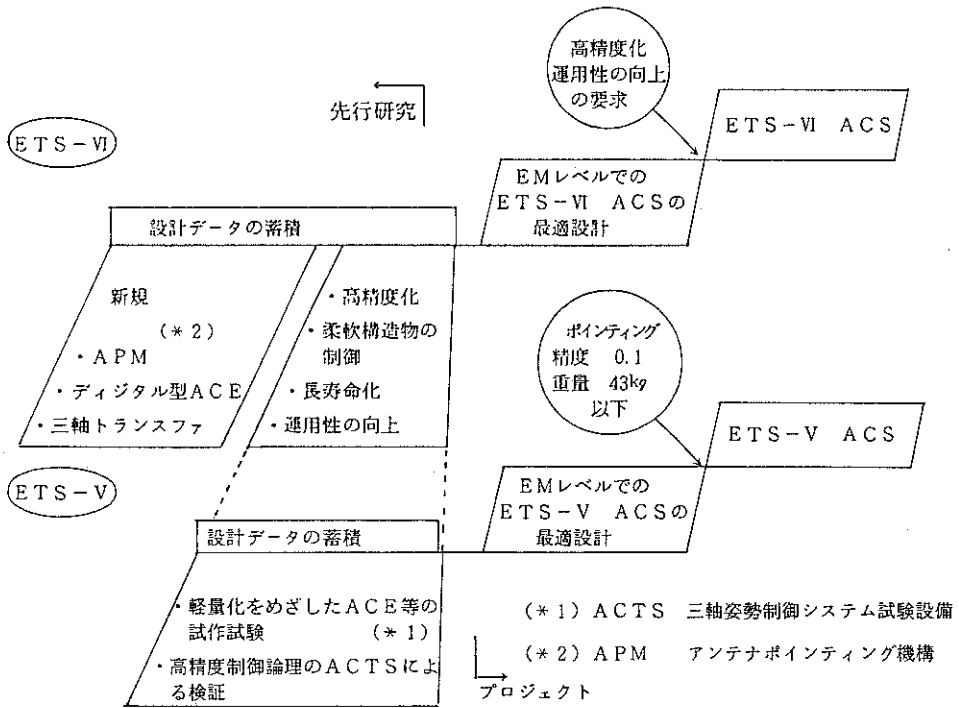 高精度化
運用性の向上
の要求
先行研究
ETS-VI
ETS-VI ACS
EMレベルでの
ETS-VI ACSの
最適設計
設計データの蓄積
新規
(*2)
・APM
・ディジタル型ACE
・三軸トランスファ
・高精度化
・柔軟構造物の
制御
・長寿命化
・運用性の向上
ポインティング
精度 0.1
重量 43kg
以下
ETS-V ACS
ETS-V
EMレベルでの
ETS-V ACSの
最適設計
設計データの蓄積
・軽量化をめざしたACE等の
試作試験 (*1)
・高精度制御論理のACTSによ
る検証
(*1) ACTS 三軸姿勢制御システム試験設備
(*2) APM アンテナポインティング機構
プロジェクト